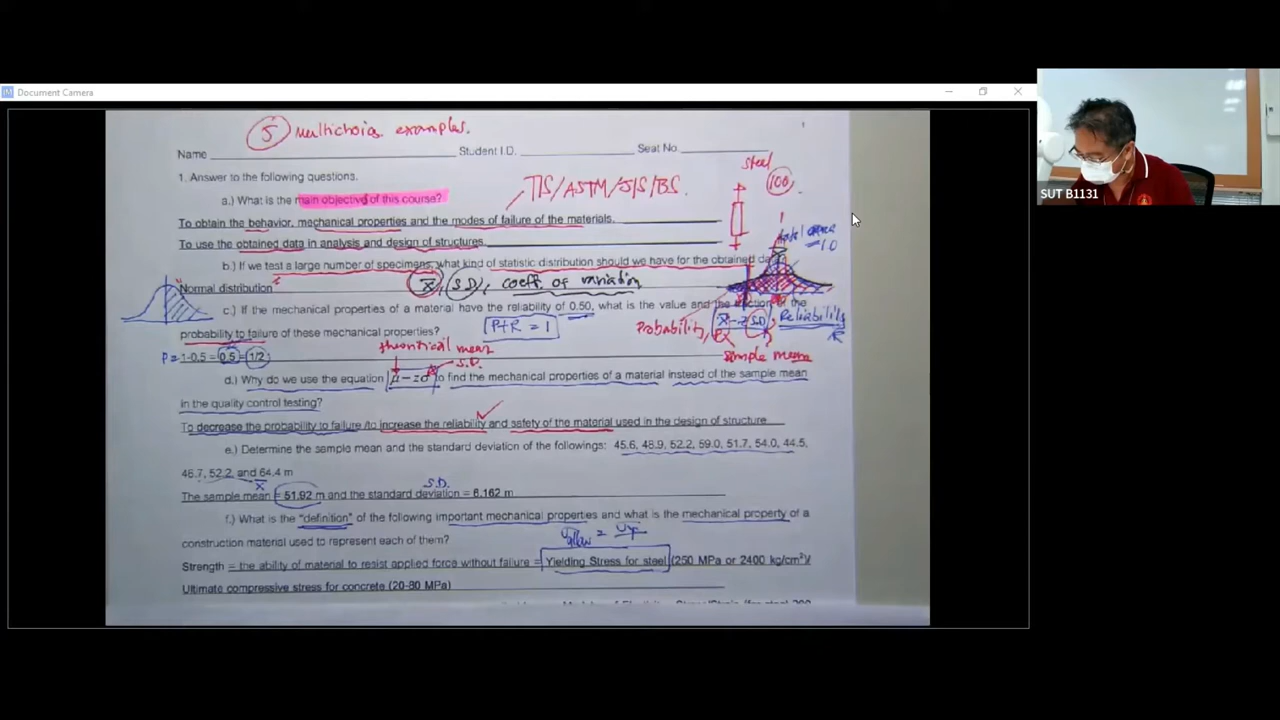 Document Camera
5 multichoice examples.
Name Student I.D. Seat No.
1
steel
100
1. Answer to the following questions.
TIS/ASTM/JIS/BS.
a.) What is the main objective of this course?
To obtain the behavior, mechanical properties and the modes of failure of the materials.
To use the obtained data in analysis and design of structures.
= 1.0
b.) If we test a large number of specimens, what kind of statistic distribution should we have for the obtained data
Normal distribution
x̄, S.D., coeff. of variation
c.) If the mechanical properties of a material have the reliability of 0.50, what is the value and the fraction of the
Probability, x̄ - z SD Reliability
R
probability to failure of these mechanical properties?
P+R = 1
sample mean
P = 1-0.5 = 0.5 = 1/2
theoritical mean
S.D.
d.) Why do we use the equation μ − zσ to find the mechanical properties of a material instead of the sample mean
in the quality control testing?
To decrease the probability to failure /to increase the reliability and safety of the material used in the design of structure
e.) Determine the sample mean and the standard deviation of the followings: 45.6, 48.9, 52.2, 59.0, 51.7, 54.0, 44.5,
46.7, 52.2, and 64.4 m
x̄ S.D.
The sample mean = 51.92 m and the standard deviation = 6.162 m
f.) What is the "definition" of the following important mechanical properties and what is the mechanical property of a
construction material used to represent each of them?
Strength = the ability of material to resist applied force without failure = Yielding Stress for steel (250 MPa or 2400 kg/cm²)/
Ultimate compressive stress for concrete (20-80 MPa)
SUT B1131